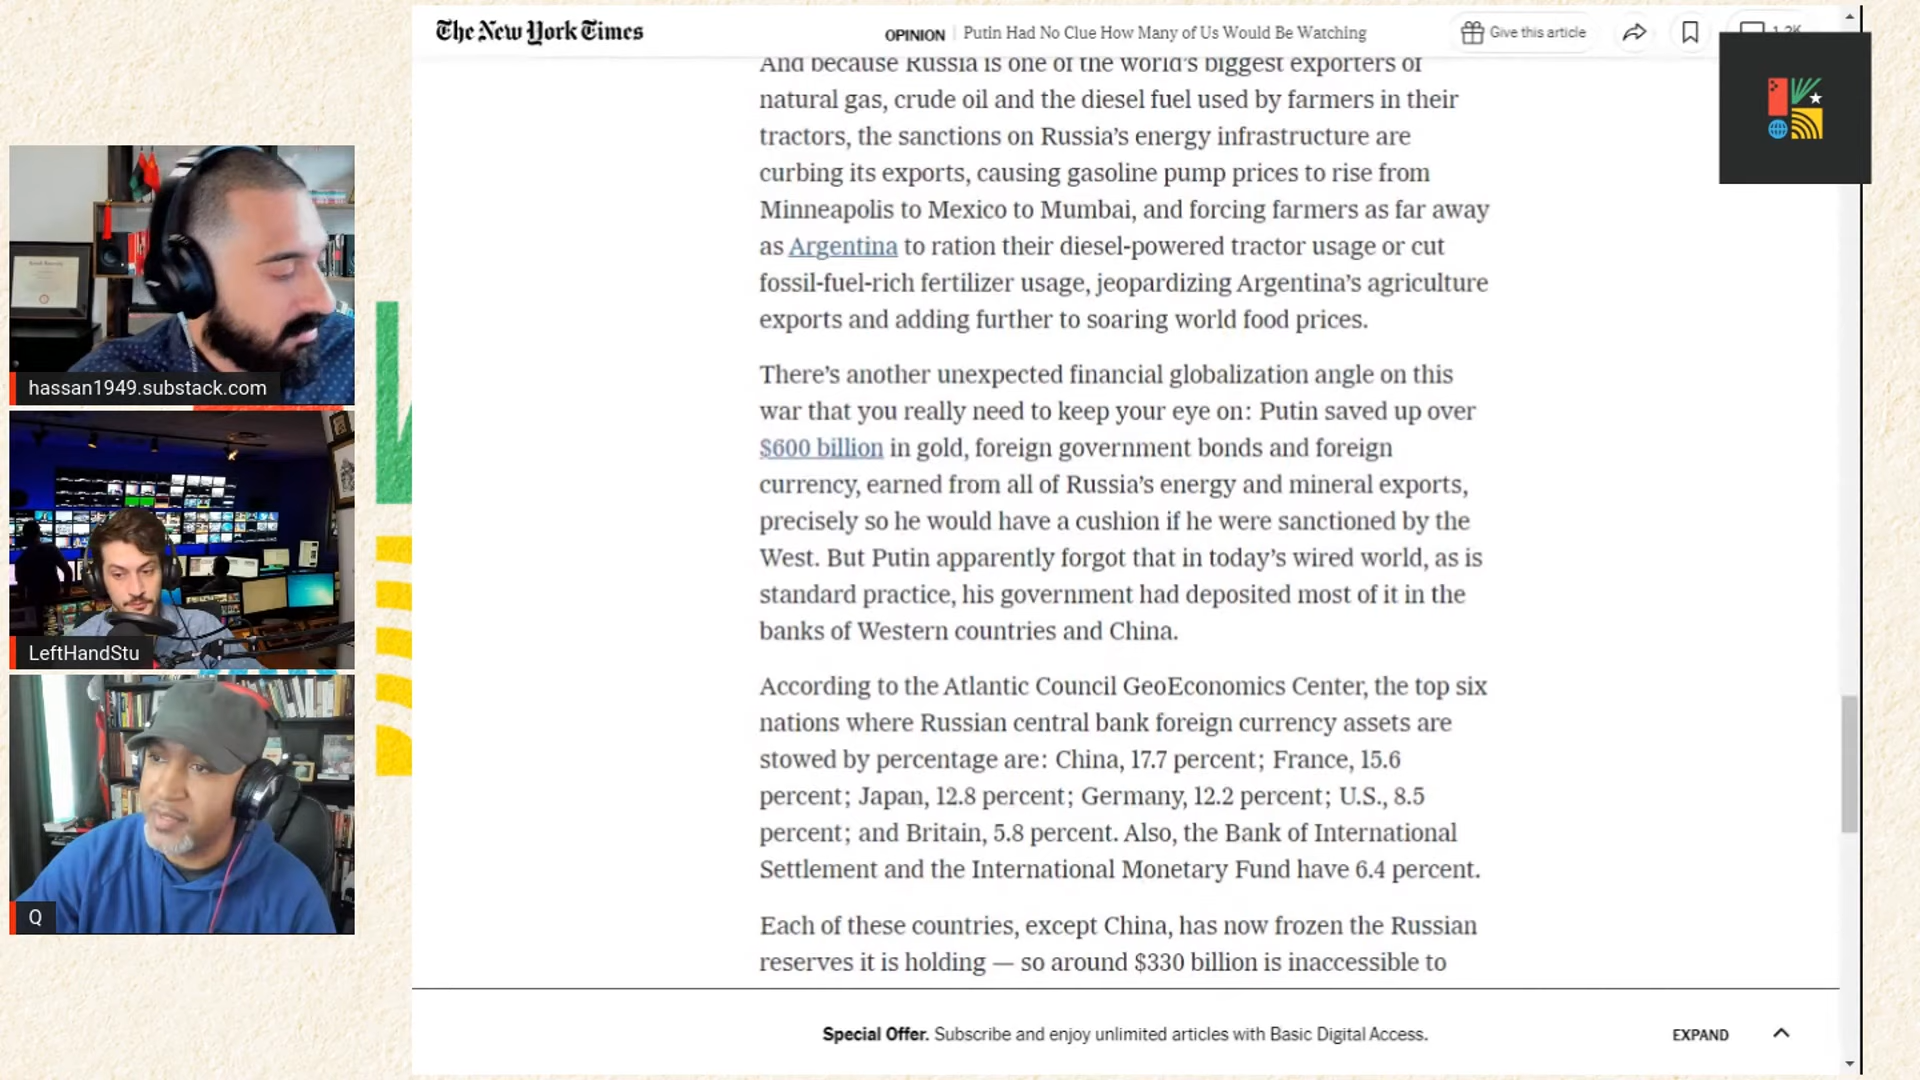 The New York Times
OPINION | Putin Had No Clue How Many of Us Would Be Watching
Give this article
And because Russia is one of the world's biggest exporters of
natural gas, crude oil and the diesel fuel used by farmers in their
tractors, the sanctions on Russia's energy infrastructure are
curbing its exports, causing gasoline pump prices to rise from
Minneapolis to Mexico to Mumbai, and forcing farmers as far away
as Argentina to ration their diesel-powered tractor usage or cut
fossil-fuel-rich fertilizer usage, jeopardizing Argentina's agriculture
exports and adding further to soaring world food prices.
There's another unexpected financial globalization angle on this
war that you really need to keep your eye on: Putin saved up over
$600 billion in gold, foreign government bonds and foreign
currency, earned from all of Russia's energy and mineral exports,
precisely so he would have a cushion if he were sanctioned by the
West. But Putin apparently forgot that in today's wired world, as is
standard practice, his government had deposited most of it in the
banks of Western countries and China.
According to the Atlantic Council GeoEconomics Center, the top six
nations where Russian central bank foreign currency assets are
stowed by percentage are: China, 17.7 percent; France, 15.6
percent; Japan, 12.8 percent; Germany, 12.2 percent; U.S., 8.5
percent; and Britain, 5.8 percent. Also, the Bank of International
Settlement and the International Monetary Fund have 6.4 percent.
Each of these countries, except China, has now frozen the Russian
reserves it is holding — so around $330 billion is inaccessible to
Special Offer. Subscribe and enjoy unlimited articles with Basic Digital Access.
EXPAND
hassan1949.substack.com
LeftHandStu
Q